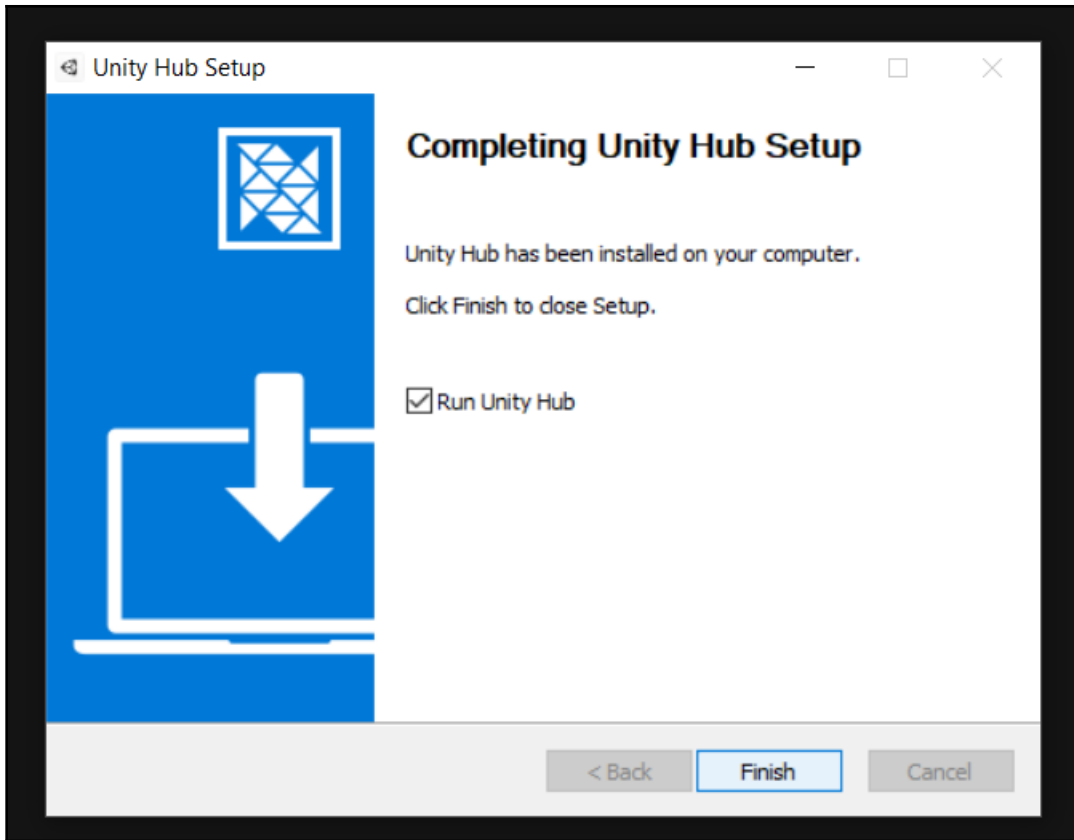 Unity Hub Setup
Completing Unity Hub Setup
Unity Hub has been installed on your computer.
Click Finish to close Setup.
Run Unity Hub
< Back
Finish
Cancel